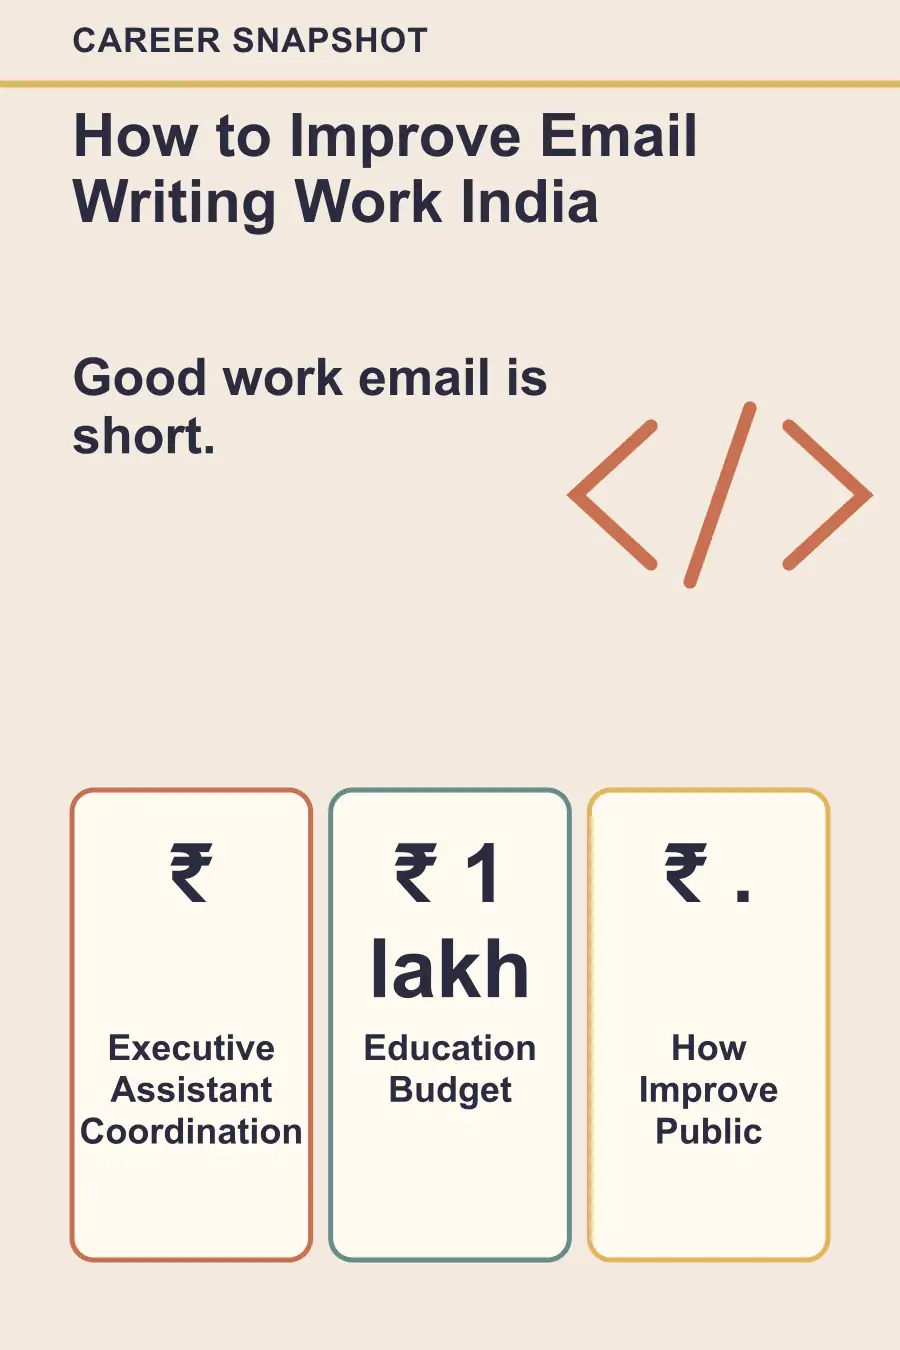 CAREER SNAPSHOT
How to Improve Email
Writing Work India
Good work email is
short.
₹
Executive
Assistant
Coordination
₹ 1
lakh
Education
Budget
₹ .
How
Improve
Public